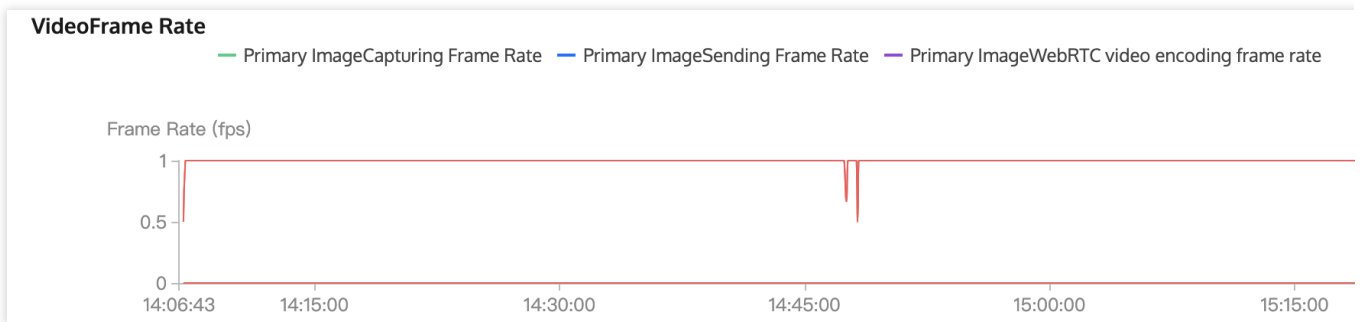 VideoFrame Rate
Primary ImageCapturing Frame Rate Primary ImageSending Frame Rate Primary ImageWebRTC video encoding frame rate
Frame Rate (fps)
1
0.5
0
14:06:43 14:15:00 14:30:00 14:45:00 15:00:00 15:15:00